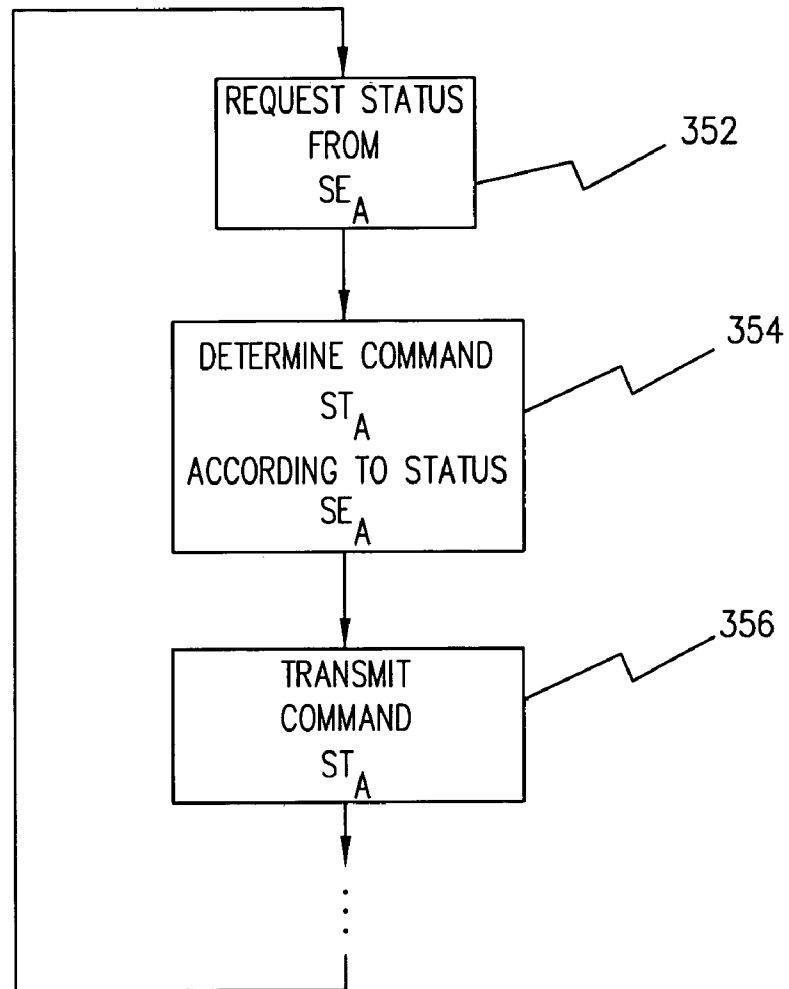 REQUEST STATUS
FROM
SE_A
352
DETERMINE COMMAND
ST_A
ACCORDING TO STATUS
SE_A
354
TRANSMIT
COMMAND
ST_A
356